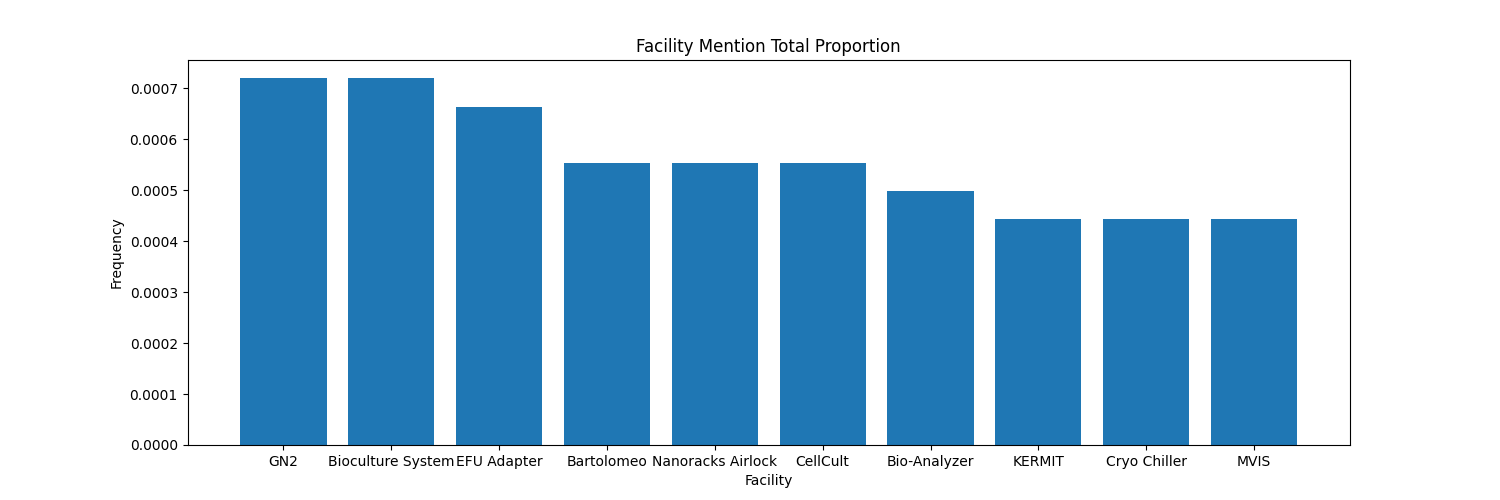 Facility Mention Total Proportion
Frequency
0.0007
0.0006
0.0005
0.0004
0.0003
0.0002
0.0001
0.0000
GN2 Bioculture System EFU Adapter Bartolomeo Nanoracks Airlock CellCult Bio-Analyzer KERMIT Cryo Chiller MVIS
Facility